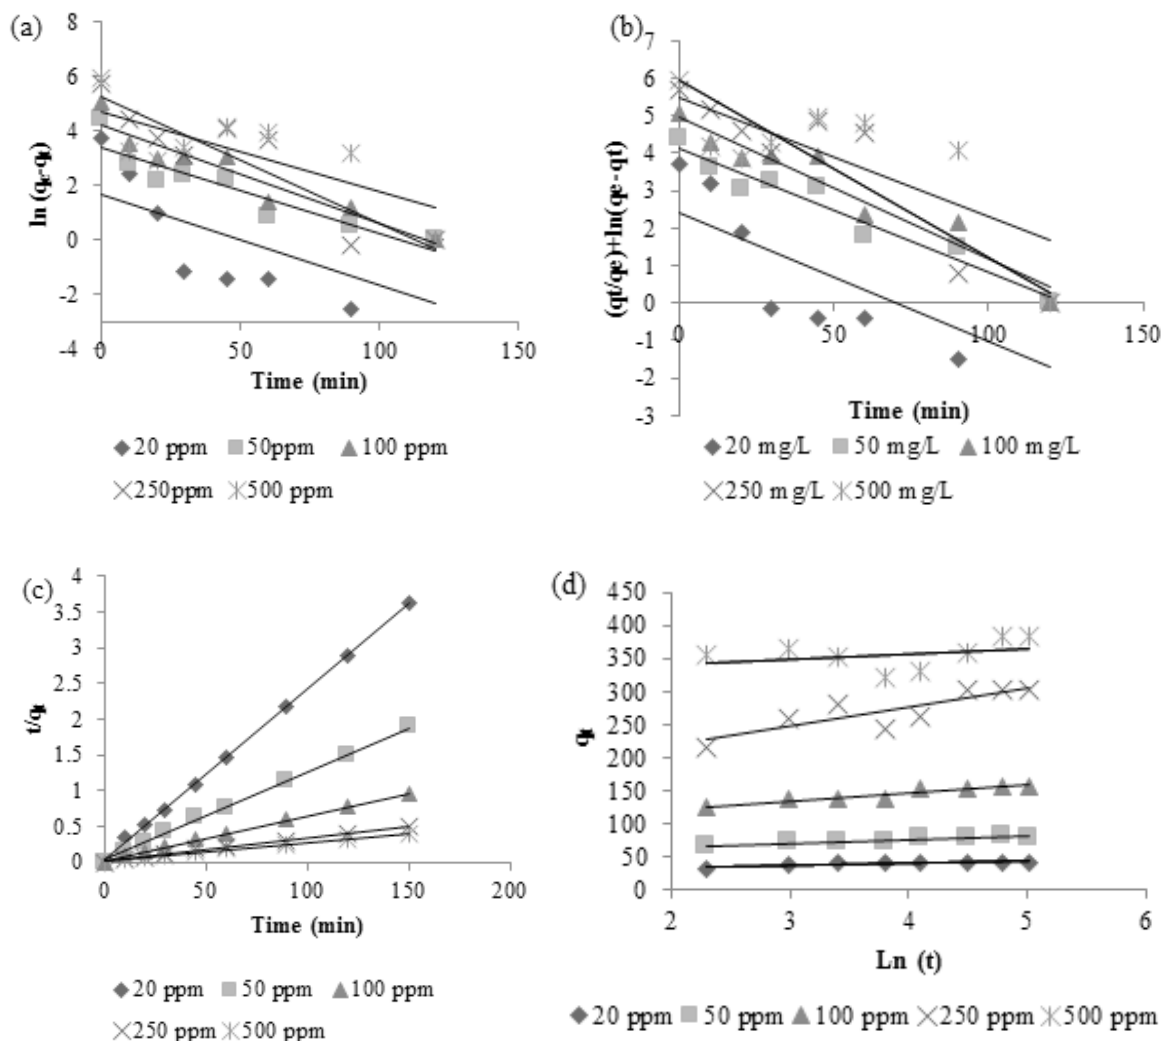 (a)
8
6
4
2
0
-2
-4
0
50
100
150
ln (qe-qt)
Time (min)
20 ppm 50ppm 100 ppm
250ppm 500 ppm
(b)
7
6
5
4
3
2
1
0
-1
-2
-3
0
50
100
150
((qt/qe)+ln(qe-qt)
Time (min)
20 mg/L 50 mg/L 100 mg/L
250 mg/L 500 mg/L
(c)
4
3.5
3
2.5
2
1.5
1
0.5
0
0
50
100
150
200
t/qt
Time (min)
20 ppm 50 ppm 100 ppm
250 ppm 500 ppm
(d)
450
400
350
300
250
200
150
100
50
0
2
3
4
5
6
qt
Ln (t)
20 ppm 50 ppm 100 ppm 250 ppm 500 ppm